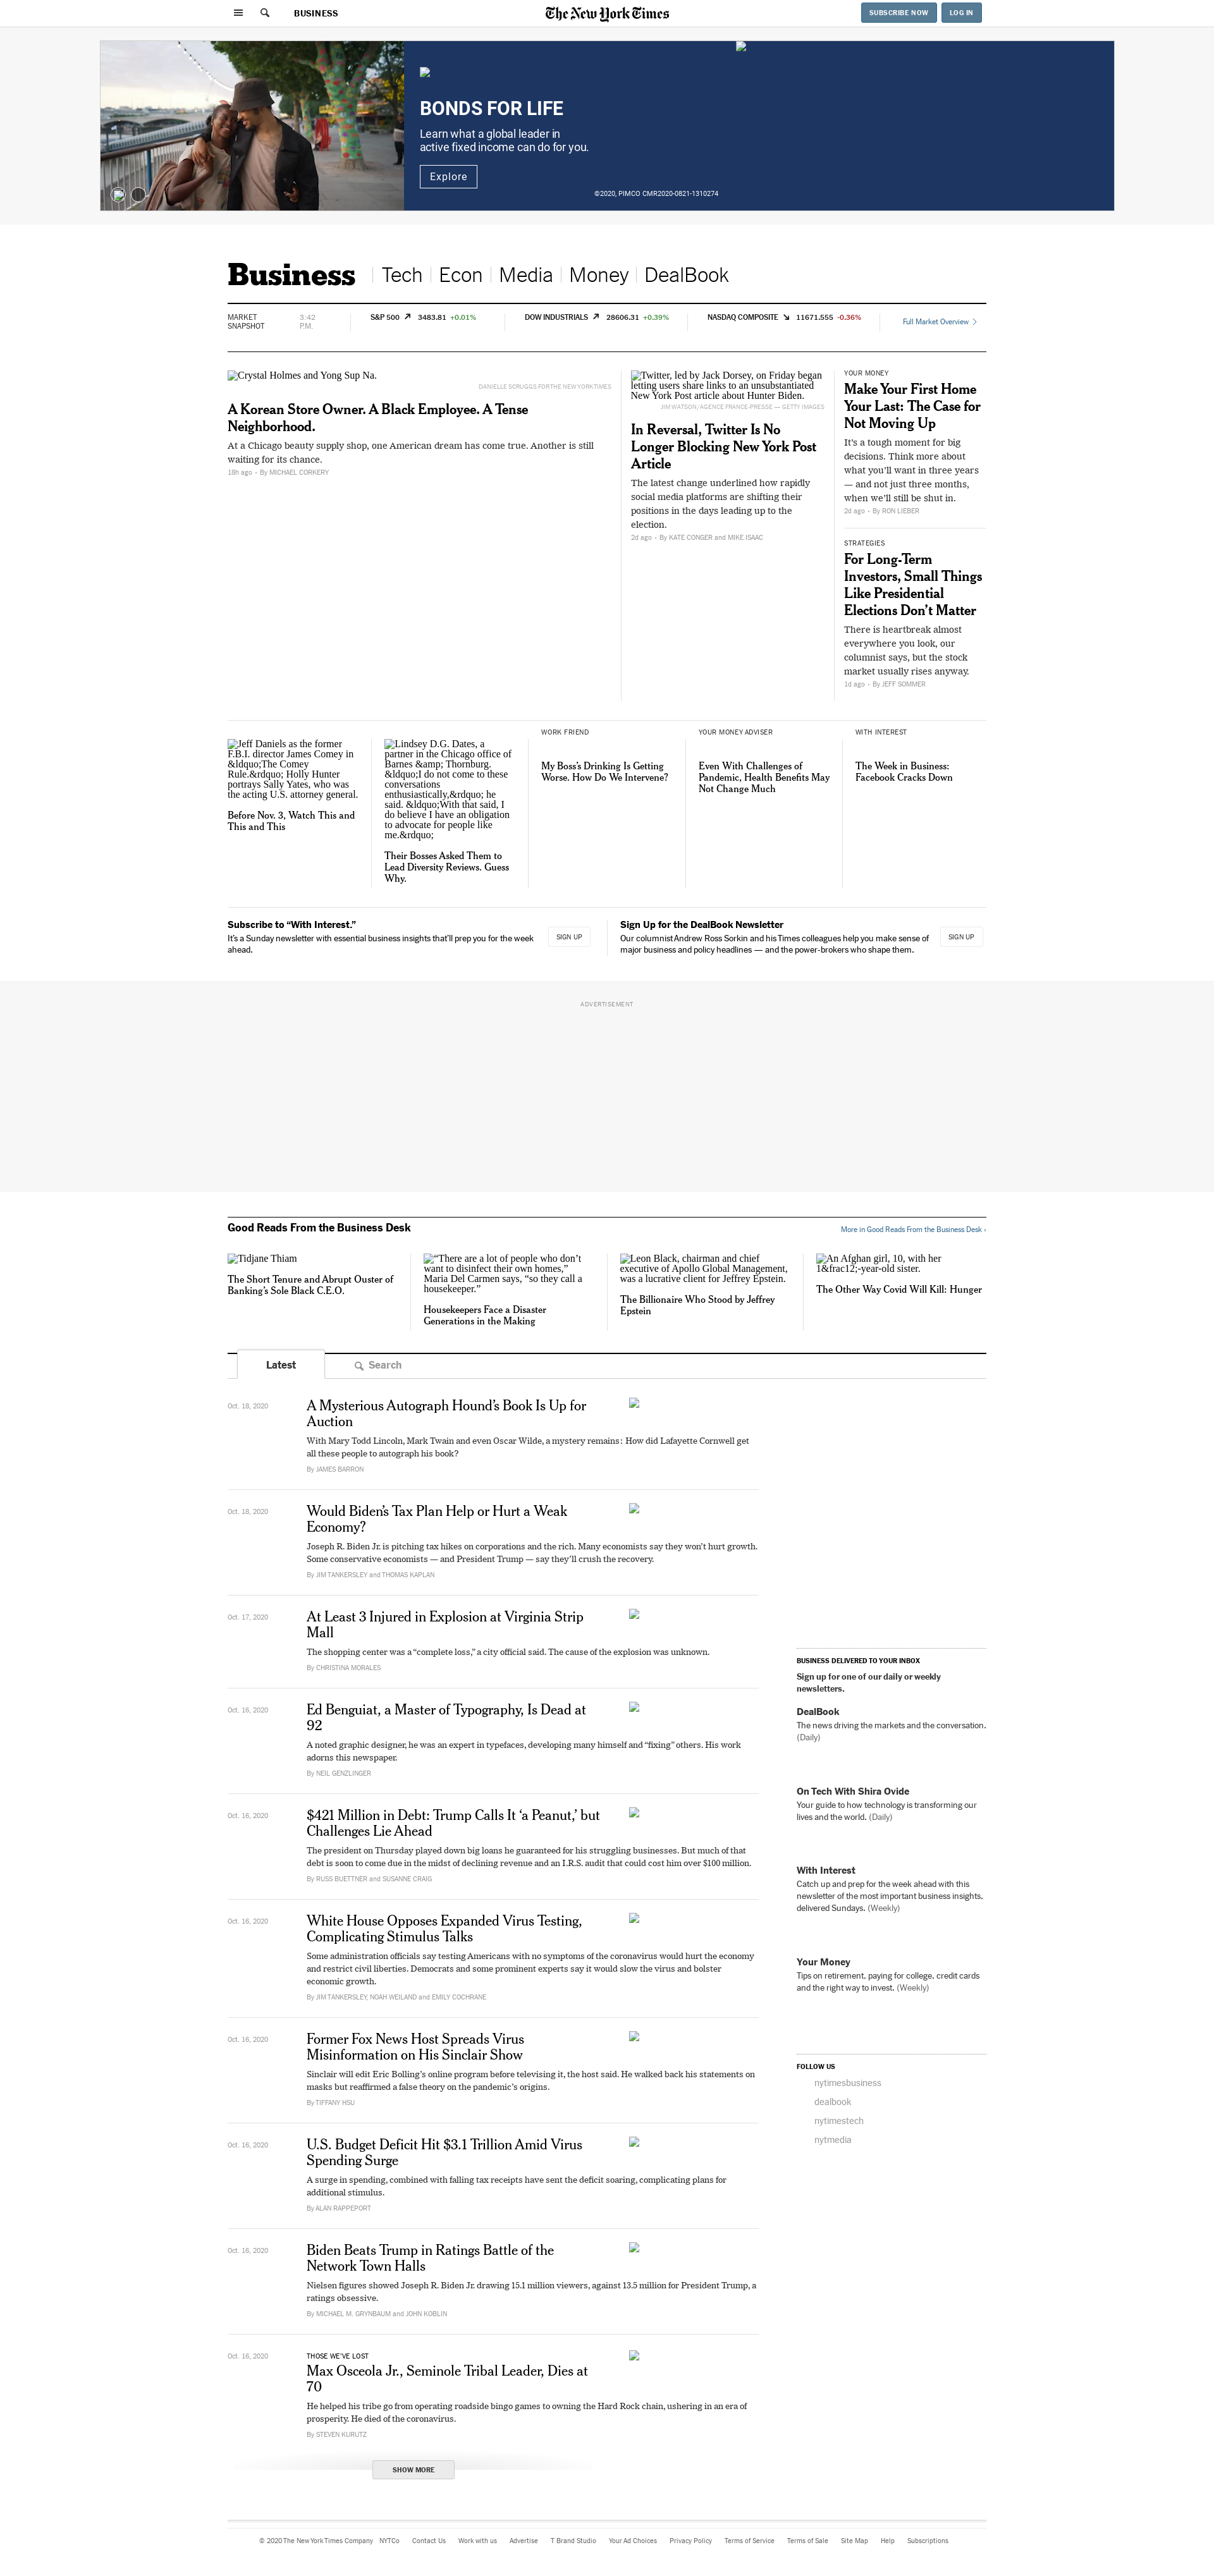 BUSINESS
The New York Times
SUBSCRIBE NOW
LOG IN
BONDS FOR LIFE
Learn what a global leader in
active fixed income can do for you.
Explore
©2020, PIMCO CMR2020-0821-1310274
Business
Tech
Econ
Media
Money
DealBook
MARKET
SNAPSHOT
3:42
P.M.
S&P 500 3483.81 +0.01%
DOW INDUSTRIALS 28606.31 +0.39%
NASDAQ COMPOSITE 11671.555 -0.36%
Full Market Overview
Crystal Holmes and Yong Sup Na.
DANIELLE SCRUGGS FOR THE NEW YORK TIMES
A Korean Store Owner. A Black Employee. A Tense
Neighborhood.
At a Chicago beauty supply shop, one American dream has come true. Another is still
waiting for its chance.
18h ago - By MICHAEL CORKERY
Twitter, led by Jack Dorsey, on Friday began
letting users share links to an unsubstantiated
New York Post article about Hunter Biden.
JIM WATSON/AGENCE FRANCE-PRESSE — GETTY IMAGES
In Reversal, Twitter Is No
Longer Blocking New York Post
Article
The latest change underlined how rapidly
social media platforms are shifting their
positions in the days leading up to the
election.
2d ago - By KATE CONGER and MIKE ISAAC
YOUR MONEY
Make Your First Home
Your Last: The Case for
Not Moving Up
It's a tough moment for big
decisions. Think more about
what you'll want in three years
— and not just three months,
when we'll still be shut in.
2d ago - By RON LIEBER
STRATEGIES
For Long-Term
Investors, Small Things
Like Presidential
Elections Don't Matter
There is heartbreak almost
everywhere you look, our
columnist says, but the stock
market usually rises anyway.
1d ago - By JEFF SOMMER
Jeff Daniels as the former
F.B.I. director James Comey in
&ldquo;The Comey
Rule.&rdquo; Holly Hunter
portrays Sally Yates, who was
the acting U.S. attorney general.
Before Nov. 3, Watch This and
This and This
Lindsey D.G. Dates, a
partner in the Chicago office of
Barnes &amp; Thornburg.
&ldquo;I do not come to these
conversations
enthusiastically,&rdquo; he
said. &ldquo;With that said, I
do believe I have an obligation
to advocate for people like
me.&rdquo;
Their Bosses Asked Them to
Lead Diversity Reviews. Guess
Why.
WORK FRIEND
My Boss's Drinking Is Getting
Worse. How Do We Intervene?
YOUR MONEY ADVISER
Even With Challenges of
Pandemic, Health Benefits May
Not Change Much
WITH INTEREST
The Week in Business:
Facebook Cracks Down
Subscribe to “With Interest.”
It's a Sunday newsletter with essential business insights that'll prep you for the week
ahead.
SIGN UP
Sign Up for the DealBook Newsletter
Our columnist Andrew Ross Sorkin and his Times colleagues help you make sense of
major business and policy headlines — and the power-brokers who shape them.
SIGN UP
ADVERTISEMENT
Good Reads From the Business Desk
More in Good Reads From the Business Desk ›
Tidjane Thiam
The Short Tenure and Abrupt Ouster of
Banking's Sole Black C.E.O.
“There are a lot of people who don't
want to disinfect their own homes,”
Maria Del Carmen says, “so they call a
housekeeper.”
Housekeepers Face a Disaster
Generations in the Making
Leon Black, chairman and chief
executive of Apollo Global Management,
was a lucrative client for Jeffrey Epstein.
The Billionaire Who Stood by Jeffrey
Epstein
An Afghan girl, 10, with her
1&frac12;-year-old sister.
The Other Way Covid Will Kill: Hunger
Latest
Search
Oct. 18, 2020
A Mysterious Autograph Hound's Book Is Up for
Auction
With Mary Todd Lincoln, Mark Twain and even Oscar Wilde, a mystery remains: How did Lafayette Cornwell get
all these people to autograph his book?
By JAMES BARRON
Oct. 18, 2020
Would Biden's Tax Plan Help or Hurt a Weak
Economy?
Joseph R. Biden Jr. is pitching tax hikes on corporations and the rich. Many economists say they won't hurt growth.
Some conservative economists — and President Trump — say they'll crush the recovery.
By JIM TANKERSLEY and THOMAS KAPLAN
Oct. 17, 2020
At Least 3 Injured in Explosion at Virginia Strip
Mall
The shopping center was a “complete loss,” a city official said. The cause of the explosion was unknown.
By CHRISTINA MORALES
Oct. 16, 2020
Ed Benguiat, a Master of Typography, Is Dead at
92
A noted graphic designer, he was an expert in typefaces, developing many himself and “fixing” others. His work
adorns this newspaper.
By NEIL GENZLINGER
Oct. 16, 2020
$421 Million in Debt: Trump Calls It ‘a Peanut,’ but
Challenges Lie Ahead
The president on Thursday played down big loans he guaranteed for his struggling businesses. But much of that
debt is soon to come due in the midst of declining revenue and an I.R.S. audit that could cost him over $100 million.
By RUSS BUETTNER and SUSANNE CRAIG
Oct. 16, 2020
White House Opposes Expanded Virus Testing,
Complicating Stimulus Talks
Some administration officials say testing Americans with no symptoms of the coronavirus would hurt the economy
and restrict civil liberties. Democrats and some prominent experts say it would slow the virus and bolster
economic growth.
By JIM TANKERSLEY, NOAH WEILAND and EMILY COCHRANE
Oct. 16, 2020
Former Fox News Host Spreads Virus
Misinformation on His Sinclair Show
Sinclair will edit Eric Bolling's online program before televising it, the host said. He walked back his statements on
masks but reaffirmed a false theory on the pandemic's origins.
By TIFFANY HSU
Oct. 16, 2020
U.S. Budget Deficit Hit $3.1 Trillion Amid Virus
Spending Surge
A surge in spending, combined with falling tax receipts have sent the deficit soaring, complicating plans for
additional stimulus.
By ALAN RAPPEPORT
Oct. 16, 2020
Biden Beats Trump in Ratings Battle of the
Network Town Halls
Nielsen figures showed Joseph R. Biden Jr. drawing 15.1 million viewers, against 13.5 million for President Trump, a
ratings obsessive.
By MICHAEL M. GRYNBAUM and JOHN KOBLIN
Oct. 16, 2020
THOSE WE'VE LOST
Max Osceola Jr., Seminole Tribal Leader, Dies at
70
He helped his tribe go from operating roadside bingo games to owning the Hard Rock chain, ushering in an era of
prosperity. He died of the coronavirus.
By STEVEN KURUTZ
SHOW MORE
BUSINESS DELIVERED TO YOUR INBOX
Sign up for one of our daily or weekly
newsletters.
DealBook
The news driving the markets and the conversation.
(Daily)
On Tech With Shira Ovide
Your guide to how technology is transforming our
lives and the world. (Daily)
With Interest
Catch up and prep for the week ahead with this
newsletter of the most important business insights,
delivered Sundays. (Weekly)
Your Money
Tips on retirement, paying for college, credit cards
and the right way to invest. (Weekly)
FOLLOW US
nytimesbusiness
dealbook
nytimestech
nytmedia
© 2020 The New York Times Company NYTCo Contact Us Work with us Advertise T Brand Studio Your Ad Choices Privacy Policy Terms of Service Terms of Sale Site Map Help Subscriptions